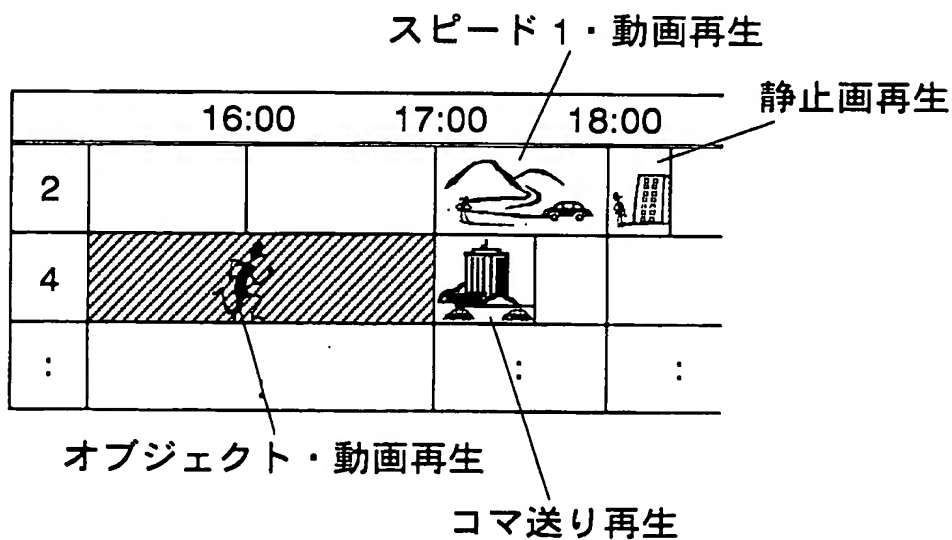 スピード1・動画再生
静止画再生
16:00 17:00 18:00
2
4
: : :
オブジェクト・動画再生
コマ送り再生